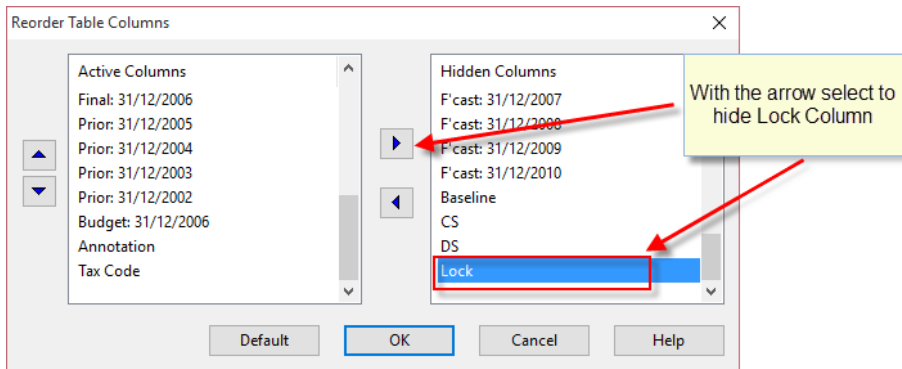 Reorder Table Columns
Active Columns
Final: 31/12/2006
Prior: 31/12/2005
Prior: 31/12/2004
Prior: 31/12/2003
Prior: 31/12/2002
Budget: 31/12/2006
Annotation
Tax Code
Hidden Columns
F'cast: 31/12/2007
F'cast: 31/12/2008
F'cast: 31/12/2009
F'cast: 31/12/2010
Baseline
CS
DS
Lock
With the arrow select to
hide Lock Column
Default
OK
Cancel
Help